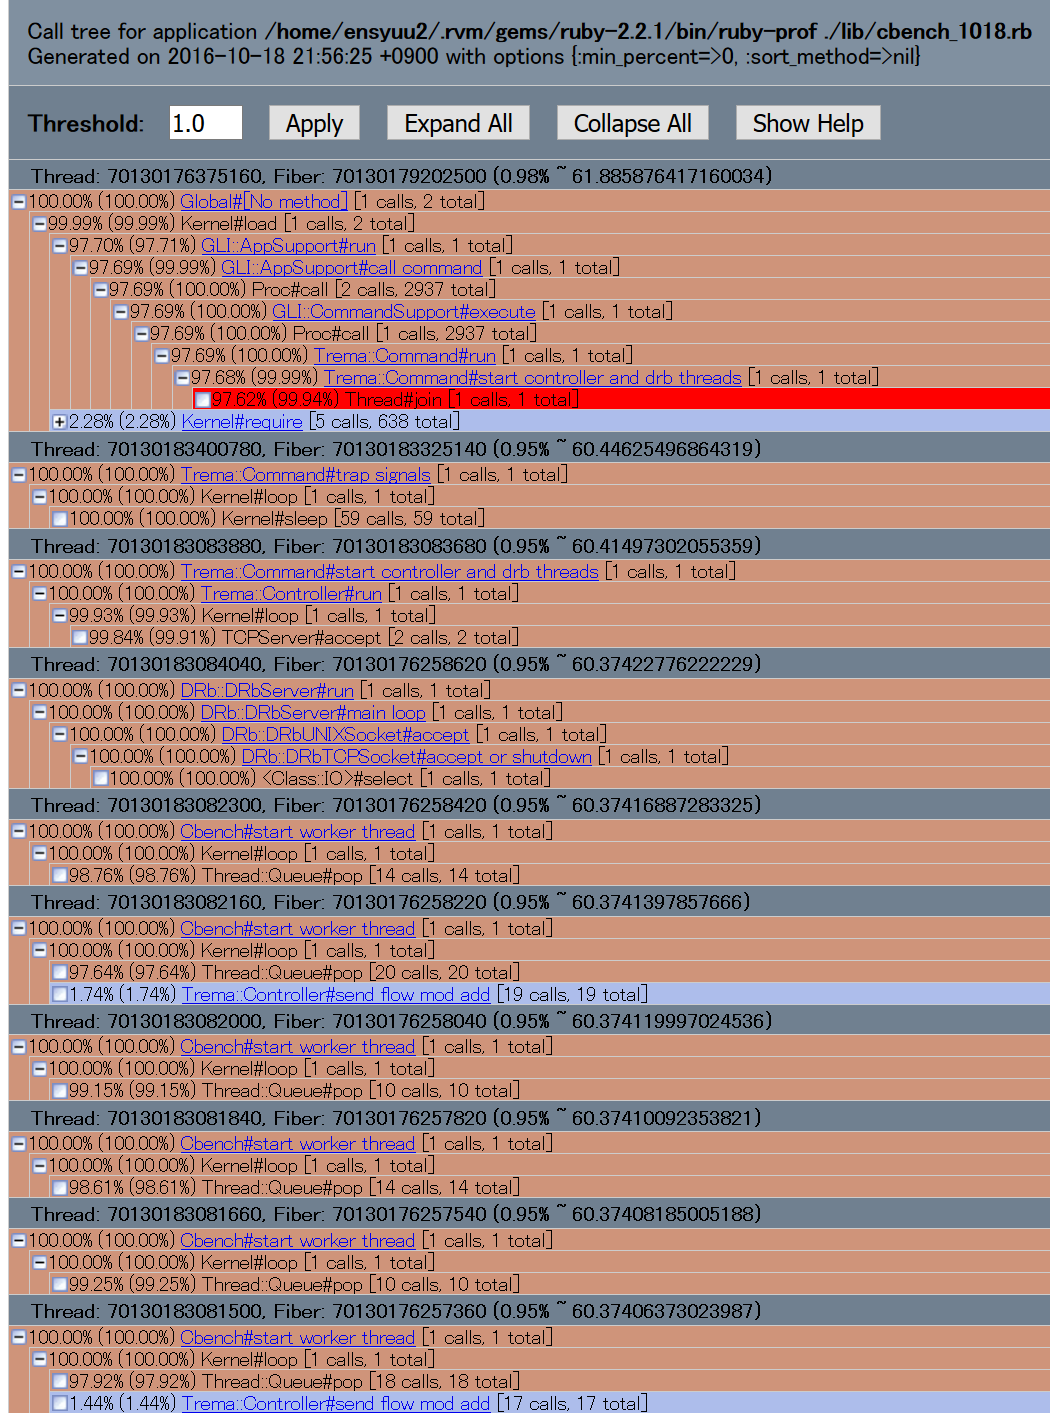 Call tree for application /home/ensyuu2/.rvm/gems/ruby-2.2.1/bin/ruby-prof ./lib/cbench_1018.rb
Generated on 2016-10-18 21:56:25 +0900 with options {:min_percent=>0, :sort_method=>nil}
Threshold: 1.0 Apply Expand All Collapse All Show Help
Thread: 70130176375160, Fiber: 70130179202500 (0.98% ~ 61.885876417160034)
100.00% (100.00%) Global#[No method] [1 calls, 2 total]
99.99% (99.99%) Kernel#load [1 calls, 2 total]
97.70% (97.71%) GLI::AppSupport#run [1 calls, 1 total]
97.69% (99.99%) GLI::AppSupport#call command [1 calls, 1 total]
97.69% (100.00%) Proc#call [2 calls, 2937 total]
97.69% (100.00%) GLI::CommandSupport#execute [1 calls, 1 total]
97.69% (100.00%) Proc#call [1 calls, 2937 total]
97.69% (100.00%) Trema::Command#run [1 calls, 1 total]
97.68% (99.99%) Trema::Command#start controller and drb threads [1 calls, 1 total]
97.62% (99.94%) Thread#join [1 calls, 1 total]
2.28% (2.28%) Kernel#require [5 calls, 638 total]
Thread: 70130183400780, Fiber: 70130183325140 (0.95% ~ 60.44625496864319)
100.00% (100.00%) Trema::Command#trap signals [1 calls, 1 total]
100.00% (100.00%) Kernel#loop [1 calls, 1 total]
100.00% (100.00%) Kernel#sleep [59 calls, 59 total]
Thread: 70130183083880, Fiber: 70130183083680 (0.95% ~ 60.41497302055359)
100.00% (100.00%) Trema::Command#start controller and drb threads [1 calls, 1 total]
100.00% (100.00%) Trema::Controller#run [1 calls, 1 total]
99.93% (99.93%) Kernel#loop [1 calls, 1 total]
99.84% (99.91%) TCPServer#accept [2 calls, 2 total]
Thread: 70130183084040, Fiber: 70130176258620 (0.95% ~ 60.37422776222229)
100.00% (100.00%) DRb::DRbServer#run [1 calls, 1 total]
100.00% (100.00%) DRb::DRbServer#main loop [1 calls, 1 total]
100.00% (100.00%) DRb::DRbUNIXSocket#accept [1 calls, 1 total]
100.00% (100.00%) DRb::DRbTCPSocket#accept or shutdown [1 calls, 1 total]
100.00% (100.00%) <Class::IO>#select [1 calls, 1 total]
Thread: 70130183082300, Fiber: 70130176258420 (0.95% ~ 60.37416887283325)
100.00% (100.00%) Cbench#start worker thread [1 calls, 1 total]
100.00% (100.00%) Kernel#loop [1 calls, 1 total]
98.76% (98.76%) Thread::Queue#pop [14 calls, 14 total]
Thread: 70130183082160, Fiber: 70130176258220 (0.95% ~ 60.3741397857666)
100.00% (100.00%) Cbench#start worker thread [1 calls, 1 total]
100.00% (100.00%) Kernel#loop [1 calls, 1 total]
97.64% (97.64%) Thread::Queue#pop [20 calls, 20 total]
1.74% (1.74%) Trema::Controller#send flow mod add [19 calls, 19 total]
Thread: 70130183082000, Fiber: 70130176258040 (0.95% ~ 60.374119997024536)
100.00% (100.00%) Cbench#start worker thread [1 calls, 1 total]
100.00% (100.00%) Kernel#loop [1 calls, 1 total]
99.15% (99.15%) Thread::Queue#pop [10 calls, 10 total]
Thread: 70130183081840, Fiber: 70130176257820 (0.95% ~ 60.37410092353821)
100.00% (100.00%) Cbench#start worker thread [1 calls, 1 total]
100.00% (100.00%) Kernel#loop [1 calls, 1 total]
98.61% (98.61%) Thread::Queue#pop [14 calls, 14 total]
Thread: 70130183081660, Fiber: 70130176257540 (0.95% ~ 60.37408185005188)
100.00% (100.00%) Cbench#start worker thread [1 calls, 1 total]
100.00% (100.00%) Kernel#loop [1 calls, 1 total]
99.25% (99.25%) Thread::Queue#pop [10 calls, 10 total]
Thread: 70130183081500, Fiber: 70130176257360 (0.95% ~ 60.37406373023987)
100.00% (100.00%) Cbench#start worker thread [1 calls, 1 total]
100.00% (100.00%) Kernel#loop [1 calls, 1 total]
97.92% (97.92%) Thread::Queue#pop [18 calls, 18 total]
1.44% (1.44%) Trema::Controller#send flow mod add [17 calls, 17 total]